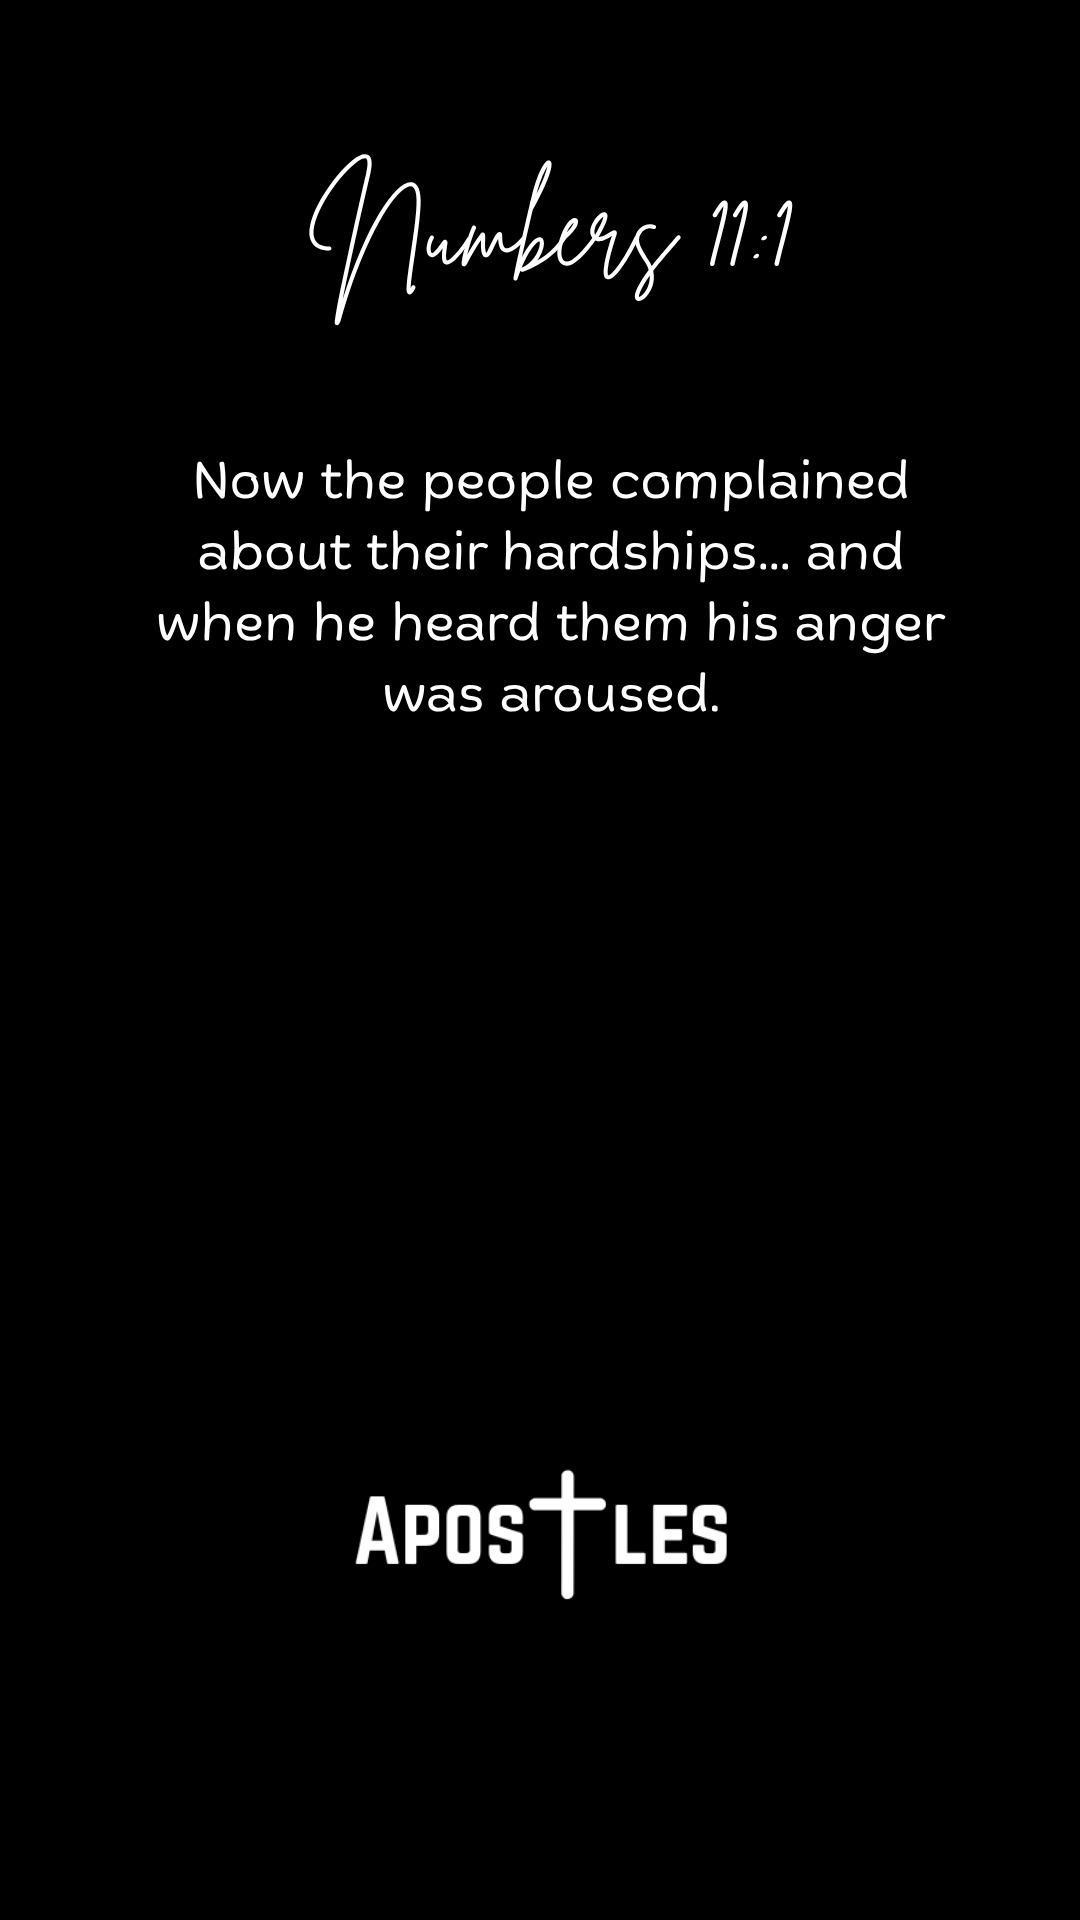 Numbers 11:1
Now the people complained
about their hardships... and
when he heard them his anger
was aroused.
Apostles